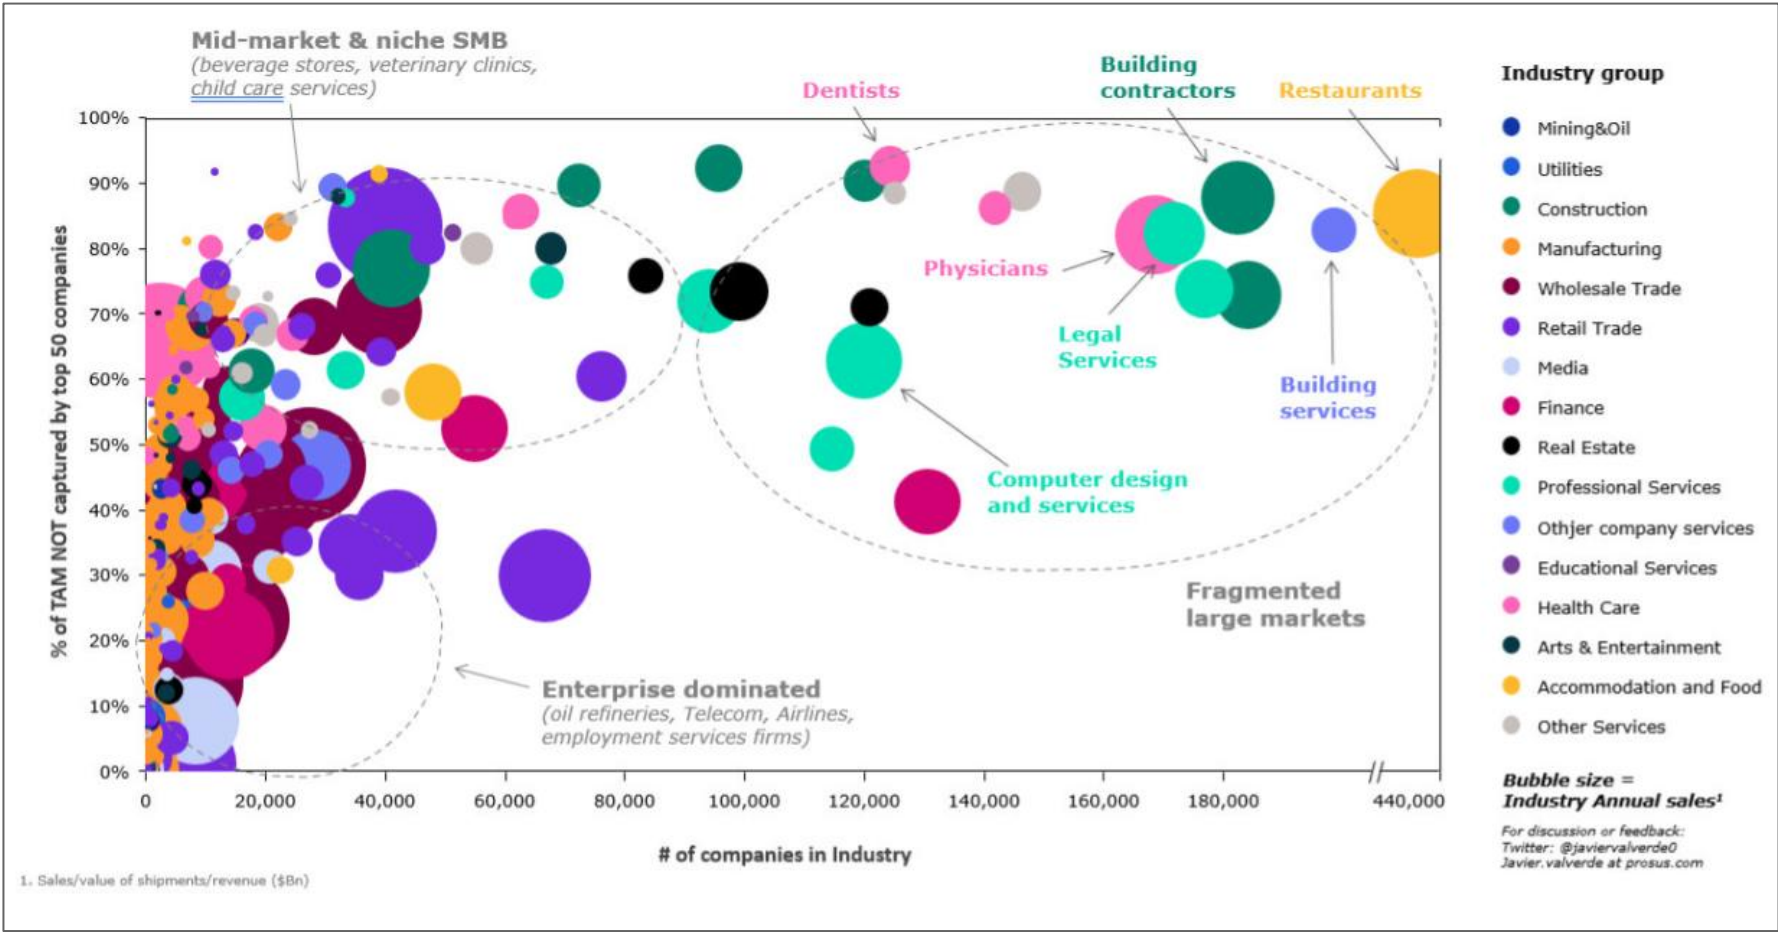 Mid-market & niche SMB
(beverage stores, veterinary clinics,
child care services)
Dentists
Building
contractors
Restaurants
Industry group
Mining&Oil
Utilities
Construction
Manufacturing
Wholesale Trade
Retail Trade
Media
Finance
Real Estate
Professional Services
Othjer company services
Educational Services
Health Care
Arts & Entertainment
Accommodation and Food
Other Services
Bubble size =
Industry Annual sales¹
For discussion or feedback:
Twitter: @javiervalverde0
Javier.valverde at prosus.com
% of TAM NOT captured by top 50 companies
100%
90%
80%
70%
60%
50%
40%
30%
20%
10%
0%
Physicians
Legal
Services
Building
services
Computer design
and services
Fragmented
large markets
Enterprise dominated
(oil refineries, Telecom, Airlines,
employment services firms)
0
20,000
40,000
60,000
80,000
100,000
120,000
140,000
160,000
180,000
440,000
# of companies in Industry
1. Sales/value of shipments/revenue ($Bn)